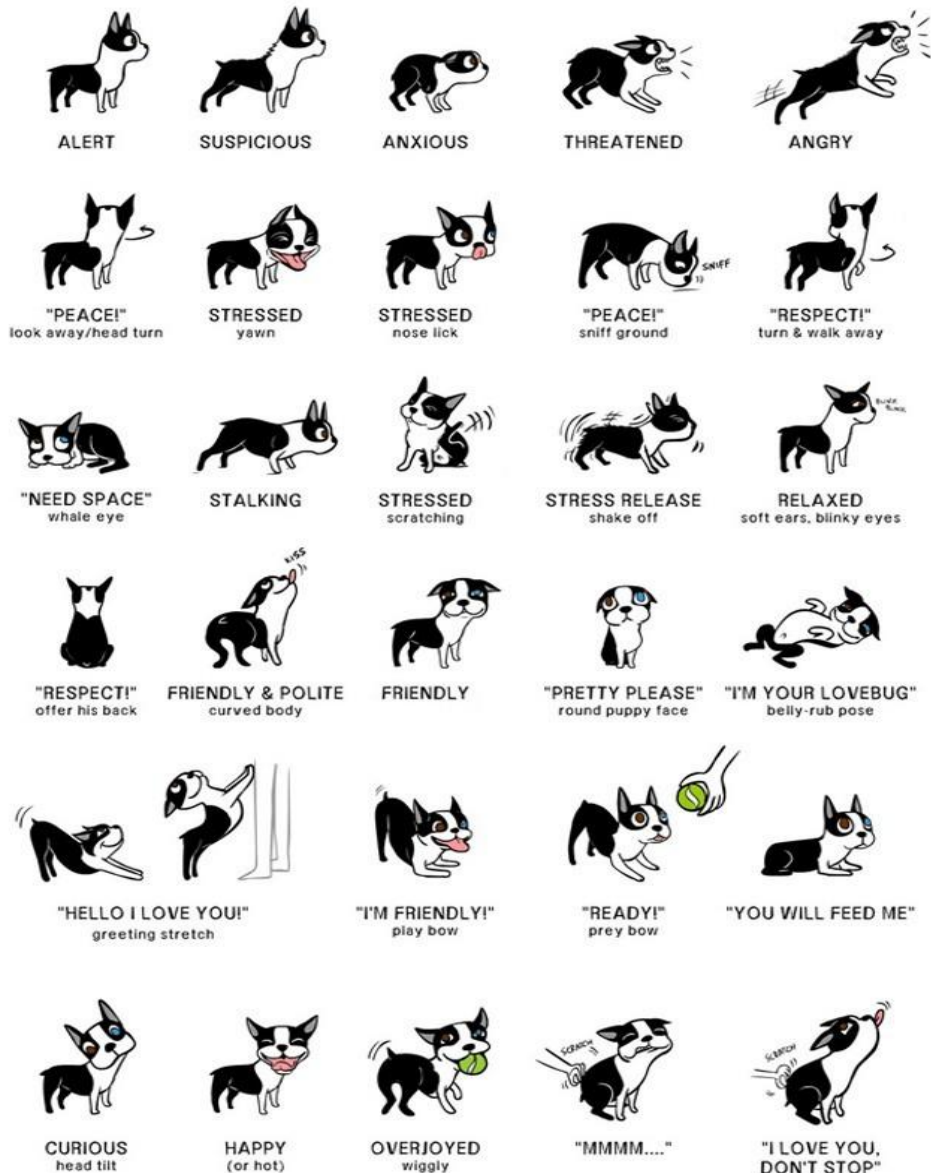 ALERT
SUSPICIOUS
ANXIOUS
THREATENED
ANGRY
"PEACE!"
look away/head turn
STRESSED
yawn
STRESSED
nose lick
SNIFF
"PEACE!"
sniff ground
"RESPECT!"
turn & walk away
"NEED SPACE"
whale eye
STALKING
STRESSED
scratching
STRESS RELEASE
shake off
BLINK
BLINK
RELAXED
soft ears, blinky eyes
"RESPECT!"
offer his back
KISS
FRIENDLY & POLITE
curved body
FRIENDLY
"PRETTY PLEASE"
round puppy face
"I'M YOUR LOVEBUG"
belly-rub pose
"HELLO I LOVE YOU!"
greeting stretch
"I'M FRIENDLY!"
play bow
"READY!"
prey bow
"YOU WILL FEED ME"
CURIOUS
head tilt
HAPPY
(or hot)
OVERJOYED
wiggly
SCRATCH
"MMMM...."
SCRATCH
"I LOVE YOU,
DON'T STOP"